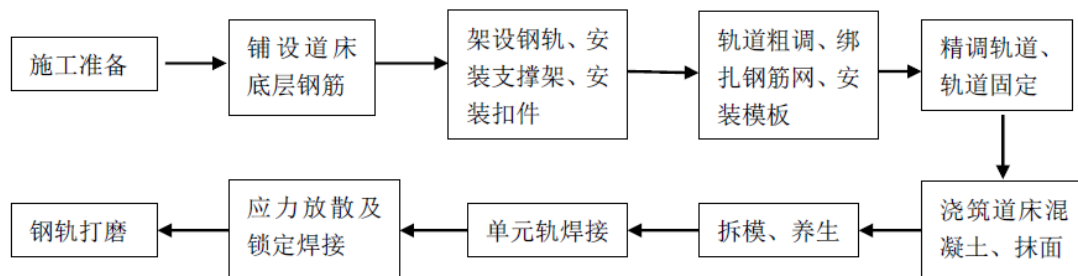 施工准备
铺设道床
底层钢筋
架设钢轨、安
装支撑架、安
装扣件
轨道粗调、绑
扎钢筋网、安
装模板
精调轨道、
轨道固定
浇筑道床混
凝土、抹面
拆模、养生
单元轨焊接
应力放散及
锁定焊接
钢轨打磨